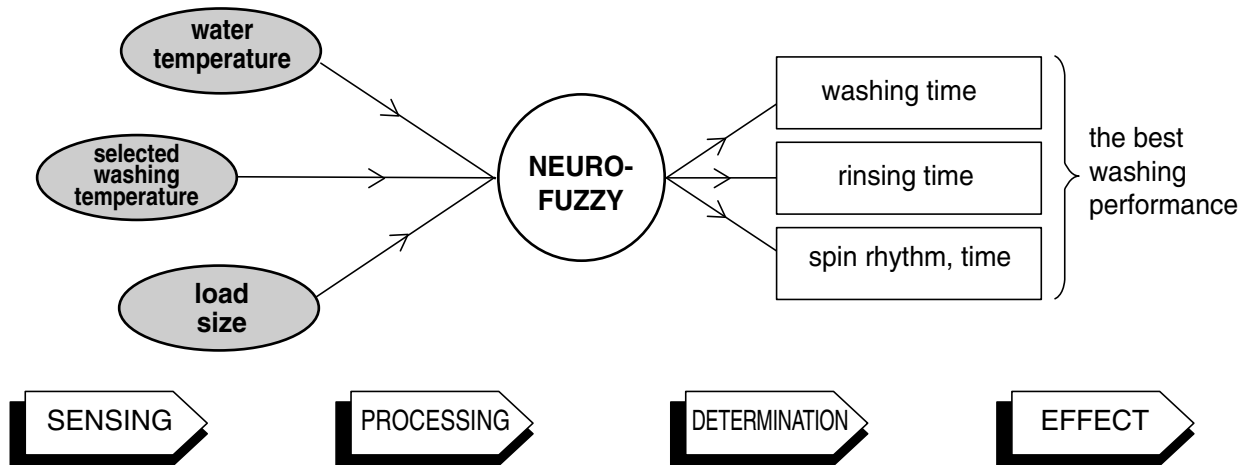 water
temperature
selected
washing
temperature
load
size
NEURO-
FUZZY
washing time
rinsing time
spin rhythm, time
the best
washing
performance
SENSING
PROCESSING
DETERMINATION
EFFECT